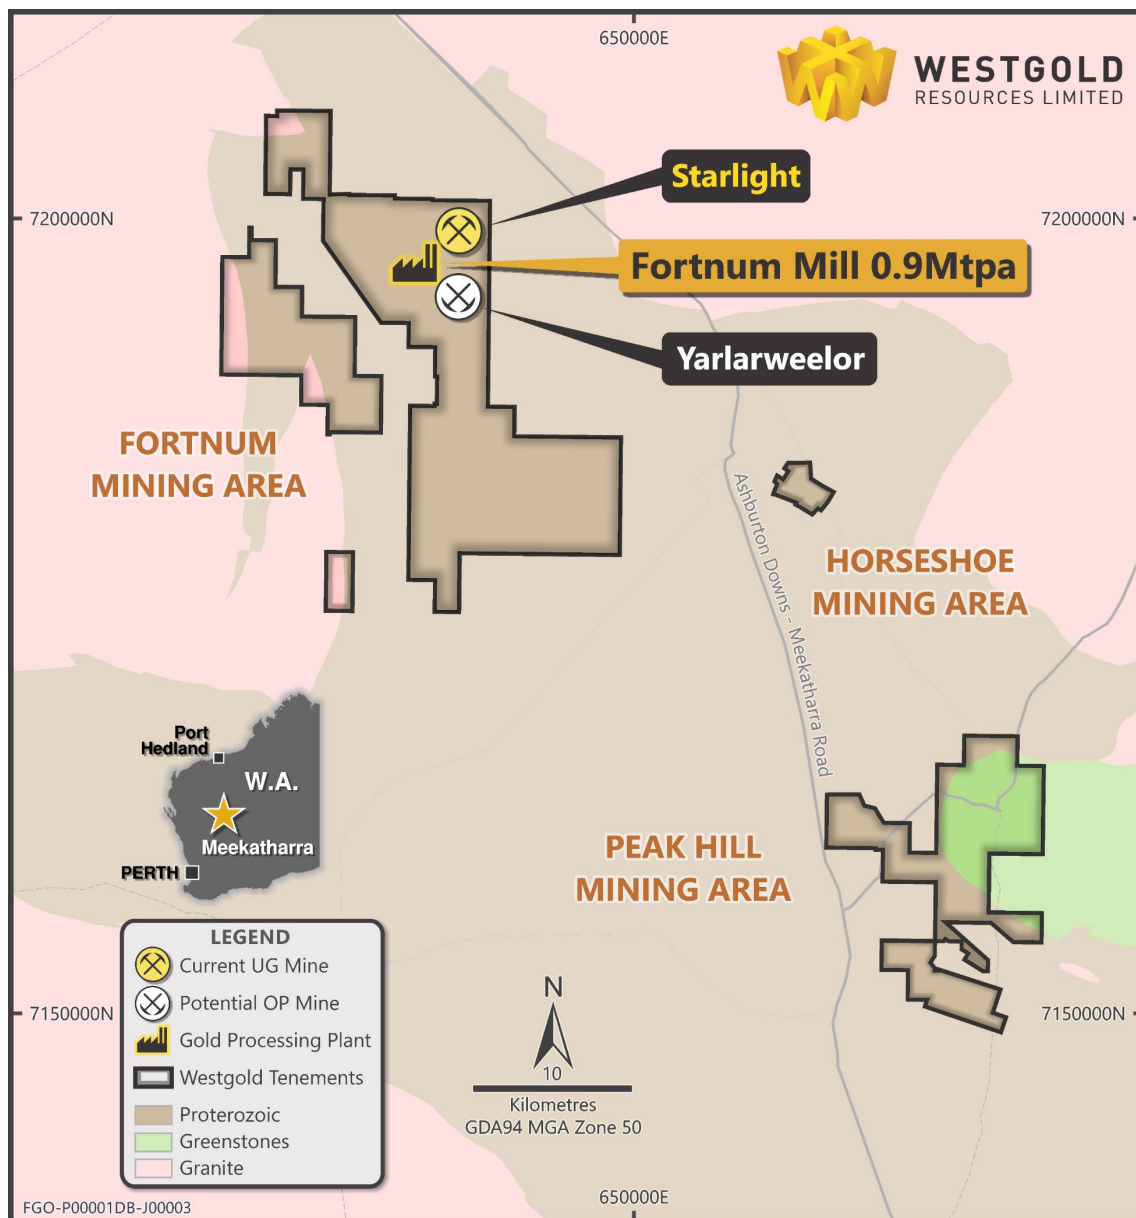 650000E
WESTGOLD
RESOURCES LIMITED
Starlight
7200000N
7200000N
Fortnum Mill 0.9Mtpa
Yarlarweelor
FORTNUM
MINING AREA
Ashburton Downs - Meekatharra Road
HORSESHOE
MINING AREA
Port
Hedland
W.A.
Meekatharra
PERTH
PEAK HILL
MINING AREA
LEGEND
Current UG Mine
Potential OP Mine
Gold Processing Plant
Westgold Tenements
Proterozoic
Greenstones
Granite
7150000N
7150000N
N
10
Kilometres
GDA94 MGA Zone 50
650000E
FGO-P00001DB-J00003